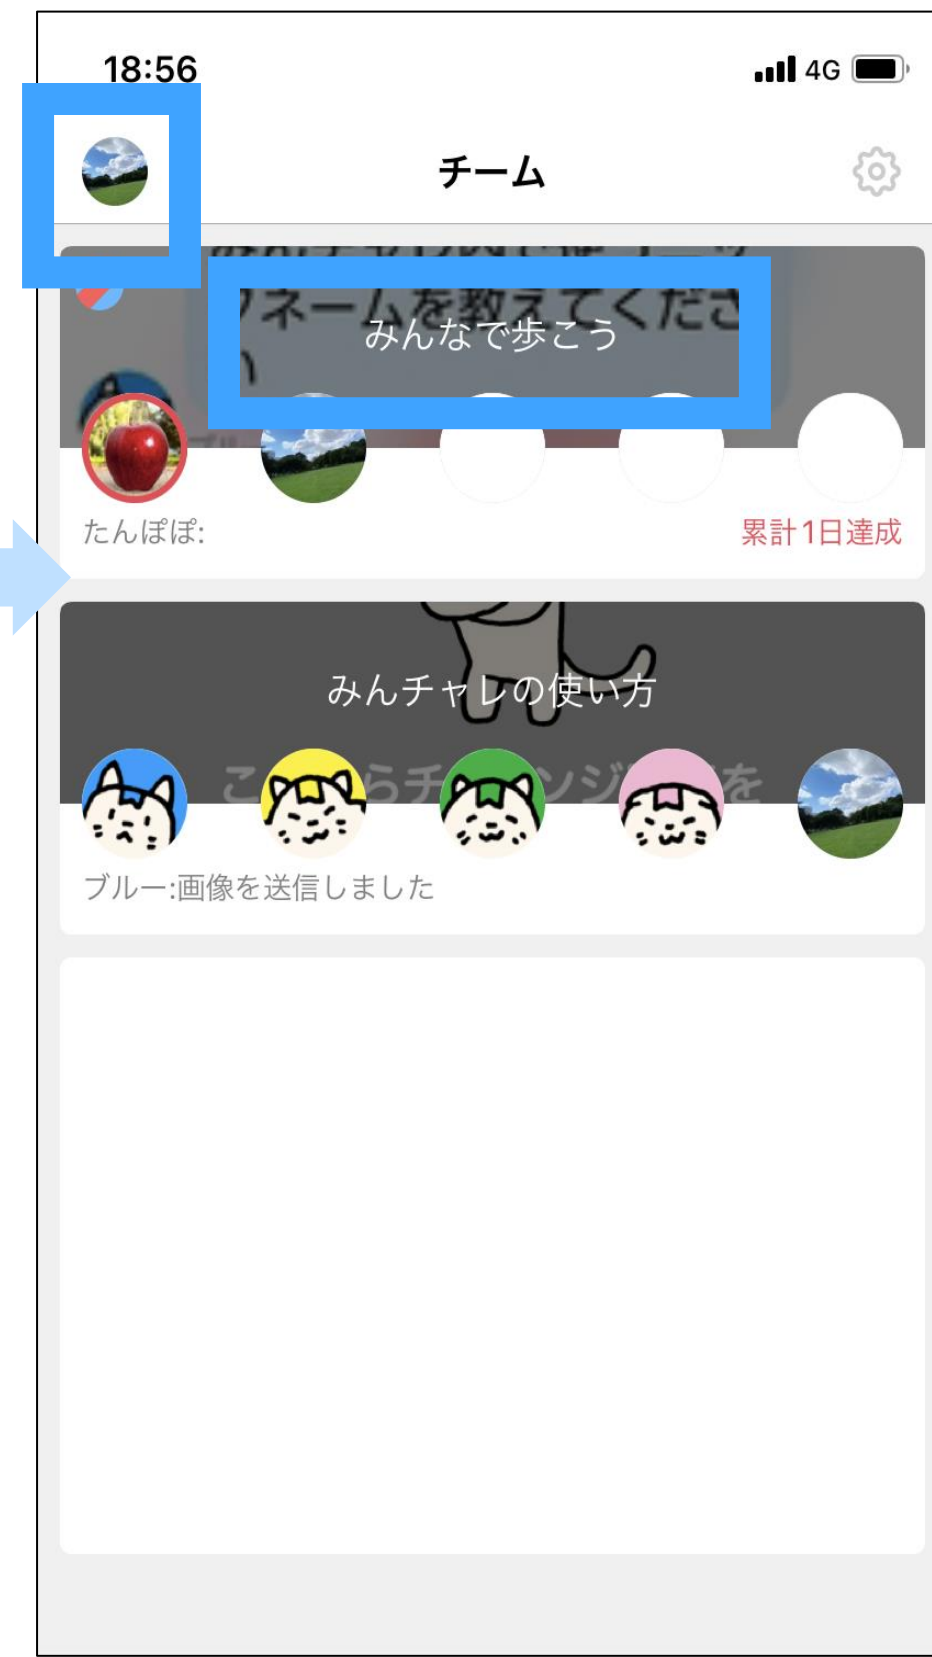 18:56
4G
チーム
クネームを教えてくださ
い
みんなで歩こう
たんぽぽ:
累計1日達成
みんチャレの使い方
ブルー:画像を送信しました